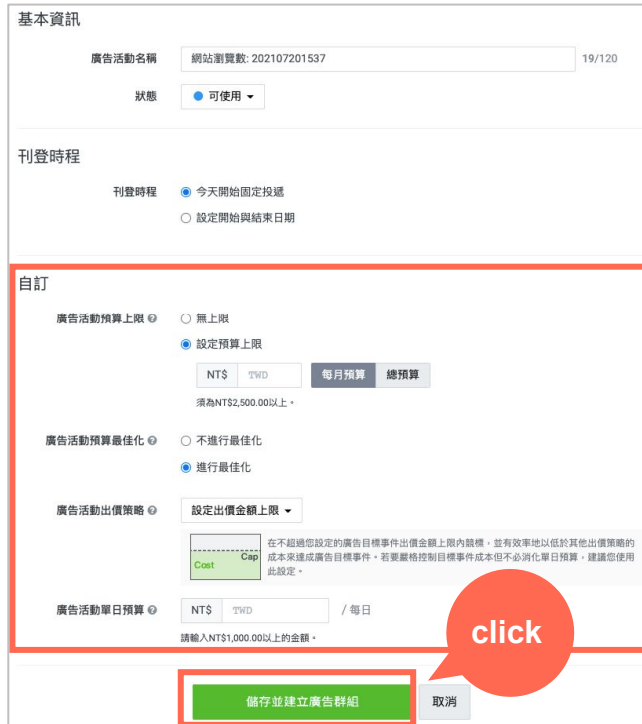 基本資訊
廣告活動名稱 網站瀏覽數: 202107201537 19/120
狀態 可使用
刊登時程
刊登時程 今天開始固定投遞
設定開始與結束日期
自訂
廣告活動預算上限 無上限
設定預算上限
NT$ TWD 每月預算 總預算
須為NT$2,500.00以上。
廣告活動預算最佳化 不進行最佳化
進行最佳化
廣告活動出價策略 設定出價金額上限
Cost Cap
在不超過您設定的廣告目標事件出價金額上限內競標，並有效率地以低於其他出價策略的
成本來達成廣告目標事件。若要嚴格控制目標事件成本但不必消化單日預算，建議您使用
此設定。
廣告活動單日預算 NT$ TWD / 每日
請輸入NT$1,000.00以上的金額。
click
儲存並建立廣告群組 取消